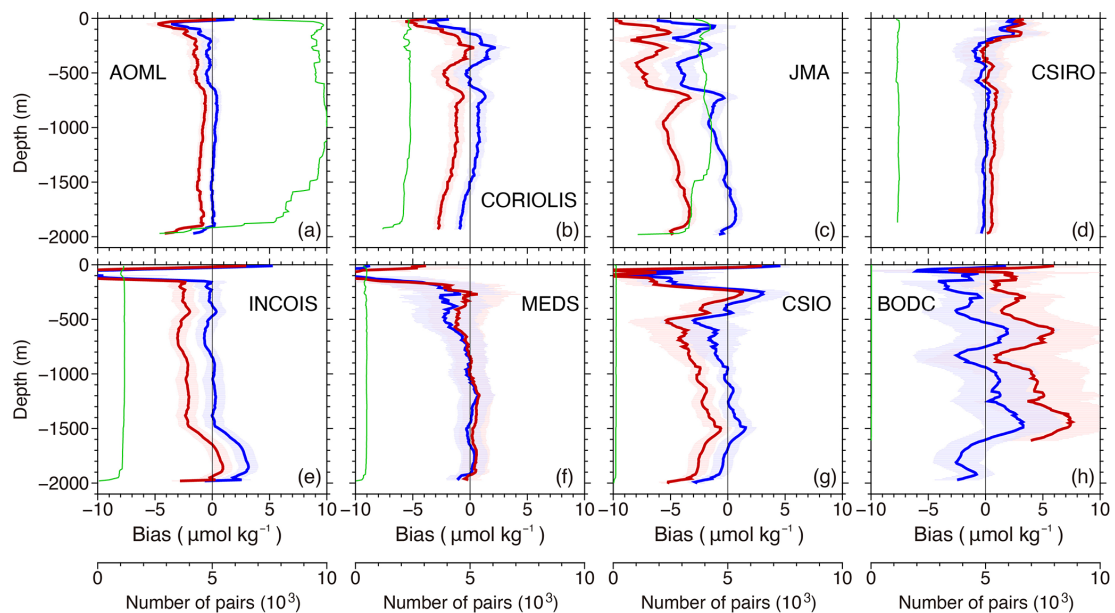 0
−500
−1000
−1500
−2000
Depth (m)
AOML
(a)
CORIOLIS
(b)
JMA
(c)
CSIRO
(d)
0
−500
−1000
−1500
−2000
Depth (m)
INCOIS
(e)
MEDS
(f)
CSIO
(g)
BODC
(h)
−10 −5 0 5 −10 −5 0 5 −10 −5 0 5 −10 −5 0 5 10
Bias ( μmol kg⁻¹) Bias ( μmol kg⁻¹) Bias ( μmol kg⁻¹) Bias ( μmol kg⁻¹)
0 5 10 0 5 10 0 5 10 0 5 10
Number of pairs (10³) Number of pairs (10³) Number of pairs (10³) Number of pairs (10³)